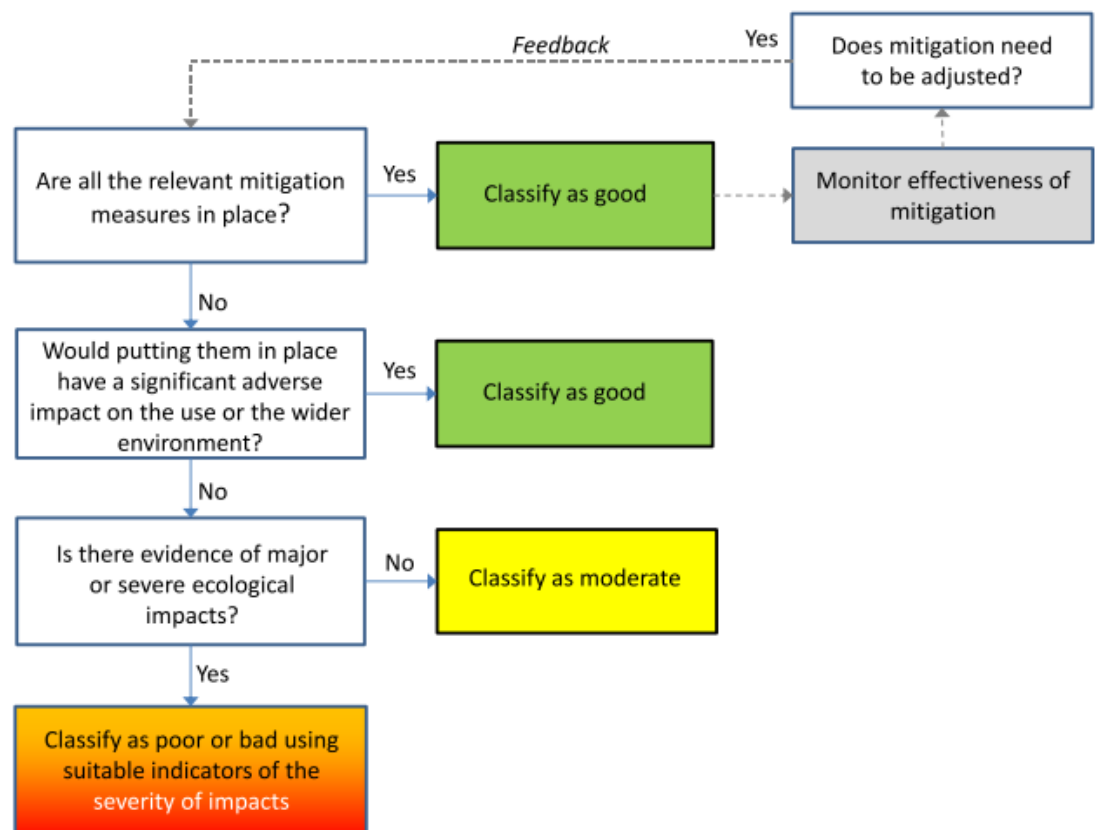 Feedback
Yes
Does mitigation need
to be adjusted?
Are all the relevant mitigation
measures in place?
Yes
Classify as good
Monitor effectiveness of
mitigation
No
Would putting them in place
have a significant adverse
impact on the use or the wider
environment?
Yes
Classify as good
No
Is there evidence of major
or severe ecological
impacts?
No
Classify as moderate
Yes
Classify as poor or bad using
suitable indicators of the
severity of impacts